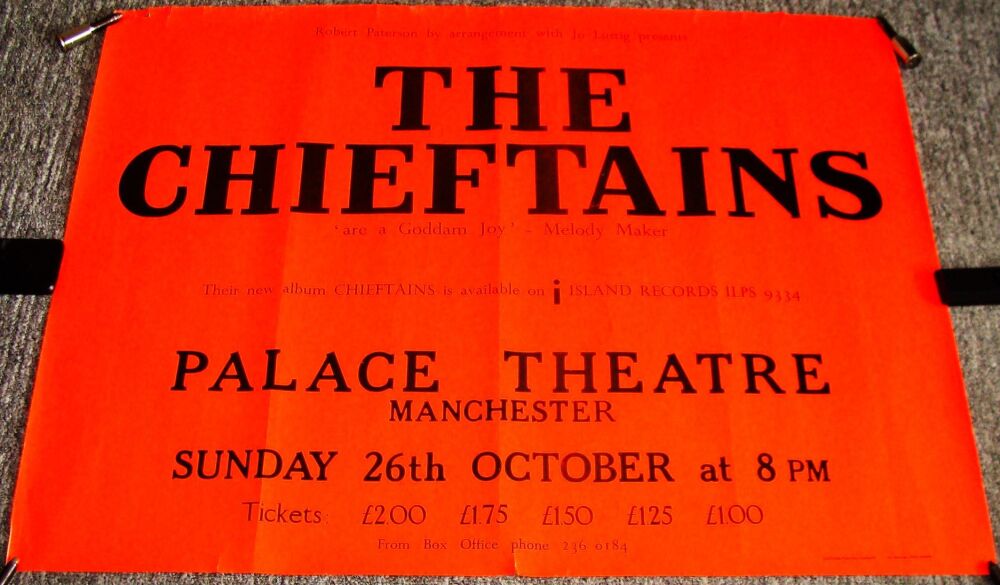 Robert Paterson by arrangement with Jo Lustig presents
THE
CHIEFTAINS
'are a Goddam Joy' - Melody Maker
Their new album CHIEFTAINS is available on i ISLAND RECORDS ILPS 9334
PALACE THEATRE
MANCHESTER
SUNDAY 26th OCTOBER at 8 PM
Tickets: £2.00 £1.75 £1.50 £1.25 £1.00
From Box Office phone 236 0184